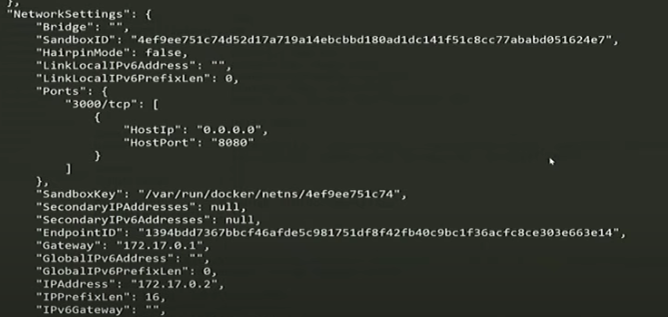 },
"NetworkSettings": {
"Bridge": "",
"SandboxID": "4ef9ee751c74d52d17a719a14ebcbbd180ad1dc141f51c8cc77ababd051624e7",
"HairpinMode": false,
"LinkLocalIPv6Address": "",
"LinkLocalIPv6PrefixLen": 0,
"Ports": {
"3000/tcp": [
{
"HostIp": "0.0.0.0",
"HostPort": "8080"
}
]
},
"SandboxKey": "/var/run/docker/netns/4ef9ee751c74",
"SecondaryIPAddresses": null,
"SecondaryIPv6Addresses": null,
"EndpointID": "1394bdd7367bbcf46afde5c981751df8f42fb40c9bc1f36acfc8ce303e663e14",
"Gateway": "172.17.0.1",
"GlobalIPv6Address": "",
"GlobalIPv6PrefixLen": 0,
"IPAddress": "172.17.0.2",
"IPPrefixLen": 16,
"IPv6Gateway": "",